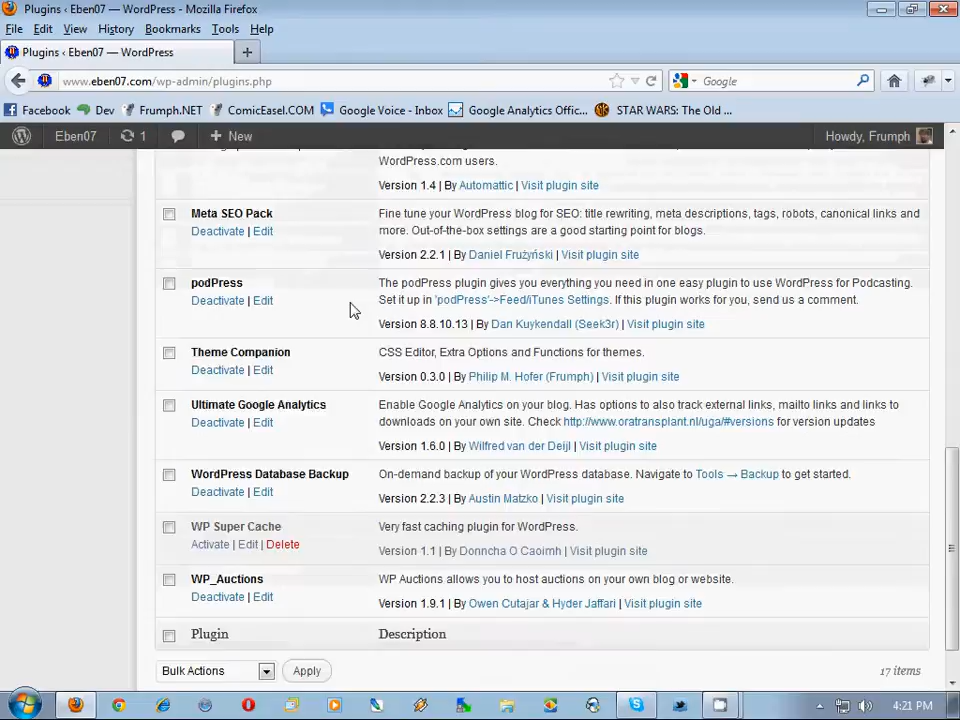 Plugins ‹ Eben07 — WordPress - Mozilla Firefox
File Edit View History Bookmarks Tools Help
Plugins ‹ Eben07 — WordPress
www.eben07.com/wp-admin/plugins.php
Google
Facebook Dev Frumph.NET ComicEasel.COM Google Voice - Inbox Google Analytics Offic... STAR WARS: The Old ...
Eben07 1 + New Howdy, Frumph
WordPress.com users.
Version 1.4 | By Automattic | Visit plugin site
Meta SEO Pack Fine tune your WordPress blog for SEO: title rewriting, meta descriptions, tags, robots, canonical links and
Deactivate | Edit more. Out-of-the-box settings are a good starting point for blogs.
Version 2.2.1 | By Daniel Frużyński | Visit plugin site
podPress The podPress plugin gives you everything you need in one easy plugin to use WordPress for Podcasting.
Deactivate | Edit Set it up in 'podPress'->Feed/iTunes Settings. If this plugin works for you, send us a comment.
Version 8.8.10.13 | By Dan Kuykendall (Seek3r) | Visit plugin site
Theme Companion CSS Editor, Extra Options and Functions for themes.
Deactivate | Edit
Version 0.3.0 | By Philip M. Hofer (Frumph) | Visit plugin site
Ultimate Google Analytics Enable Google Analytics on your blog. Has options to also track external links, mailto links and links to
Deactivate | Edit downloads on your own site. Check http://www.oratransplant.nl/uga/#versions for version updates
Version 1.6.0 | By Wilfred van der Deijl | Visit plugin site
WordPress Database Backup On-demand backup of your WordPress database. Navigate to Tools → Backup to get started.
Deactivate | Edit
Version 2.2.3 | By Austin Matzko | Visit plugin site
WP Super Cache Very fast caching plugin for WordPress.
Activate | Edit | Delete
Version 1.1 | By Donncha O Caoimh | Visit plugin site
WP_Auctions WP Auctions allows you to host auctions on your own blog or website.
Deactivate | Edit
Version 1.9.1 | By Owen Cutajar & Hyder Jaffari | Visit plugin site
Plugin Description
Bulk Actions Apply 17 items
4:21 PM